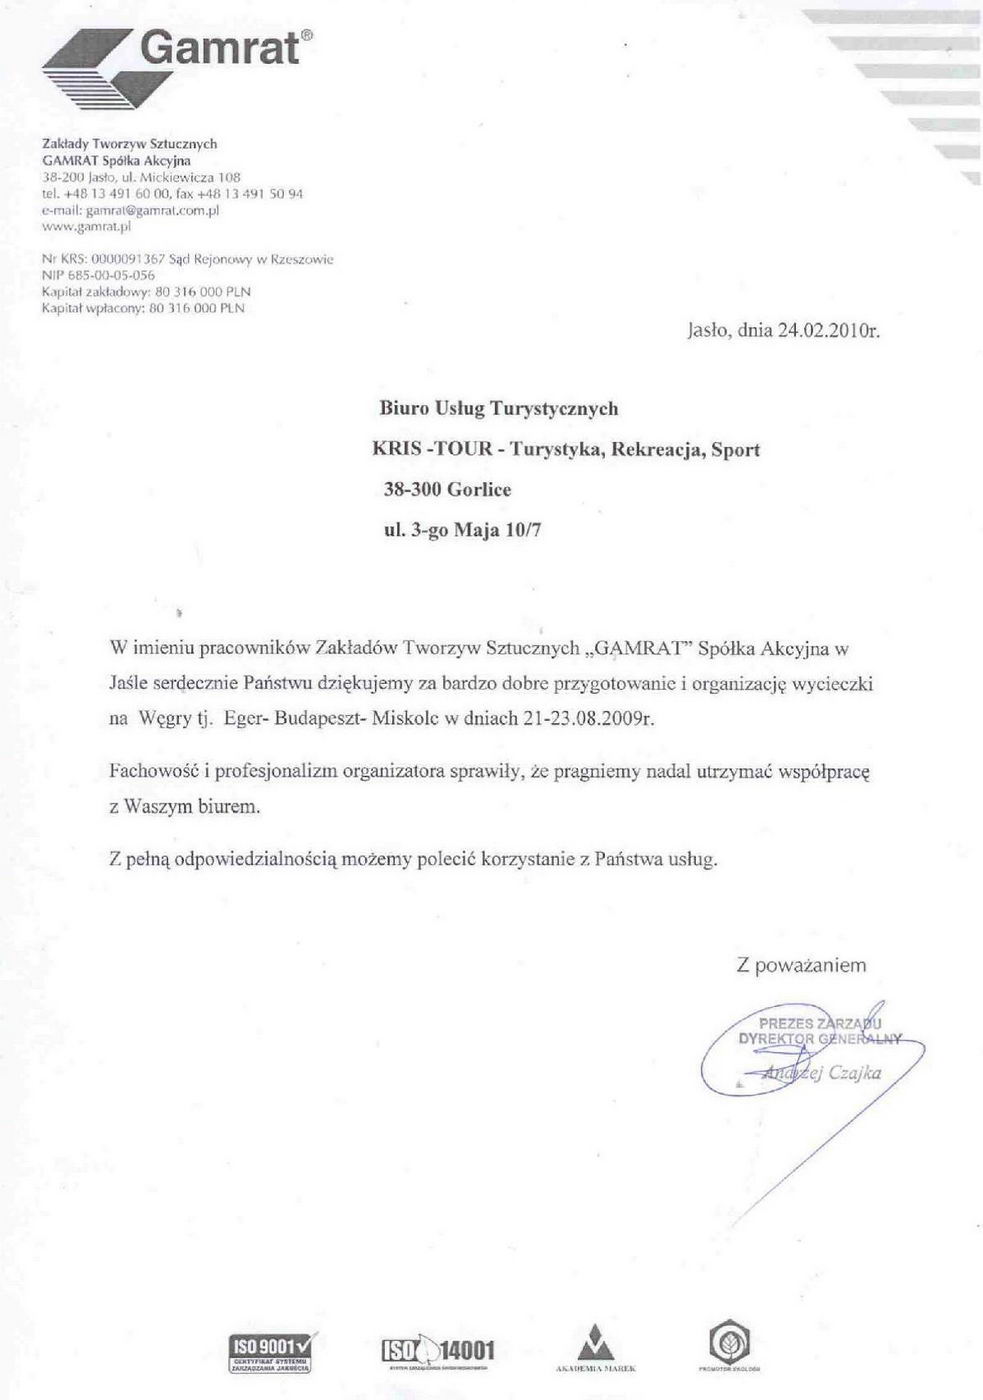 Gamrat®
Zakłady Tworzyw Sztucznych
GAMRAT Spółka Akcyjna
38-200 Jasło, ul. Mickiewicza 108
tel. +48 13 491 60 00, fax +48 13 491 50 94
e-mail: gamrat@gamrat.com.pl
www.gamrat.pl
Nr KRS: 0000091367 Sąd Rejonowy w Rzeszowie
NIP 685-00-05-056
Kapitał zakładowy: 80 316 000 PLN
Kapitał wpłacony: 80 316 000 PLN
Jasło, dnia 24.02.2010r.
Biuro Usług Turystycznych
KRIS -TOUR - Turystyka, Rekreacja, Sport
38-300 Gorlice
ul. 3-go Maja 10/7
W imieniu pracowników Zakładów Tworzyw Sztucznych „GAMRAT” Spółka Akcyjna w
Jaśle serdecznie Państwu dziękujemy za bardzo dobre przygotowanie i organizację wycieczki
na Węgry tj. Eger- Budapeszt- Miskolc w dniach 21-23.08.2009r.
Fachowość i profesjonalizm organizatora sprawiły, że pragniemy nadal utrzymać współpracę
z Waszym biurem.
Z pełną odpowiedzialnością możemy polecić korzystanie z Państwa usług.
Z poważaniem
PREZES ZARZĄDU
DYREKTOR GENERALNY
Andrzej Czajka
ISO 9001
CERTYFIKAT SYSTEMU
ZARZĄDZANIA JAKOŚCIĄ
ISO 14001
SYSTEM ZARZĄDZANIA ŚRODOWISKOWEGO
AKADEMIA MAREK
PROMOTOR EKOLOGII